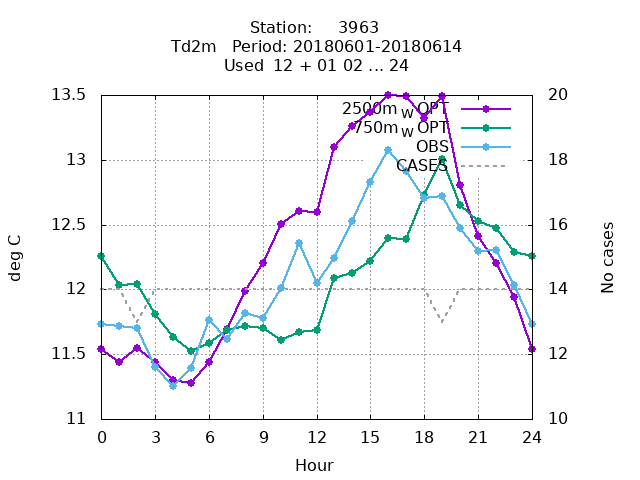 Station: 3963
Td2m Period: 20180601-20180614
Used 12 + 01 02 ... 24
13.5
13
12.5
12
11.5
11
20
18
16
14
12
10
deg C
No cases
2500m w OPT
750m w OPT
OBS
CASES
0 3 6 9 12 15 18 21 24
Hour